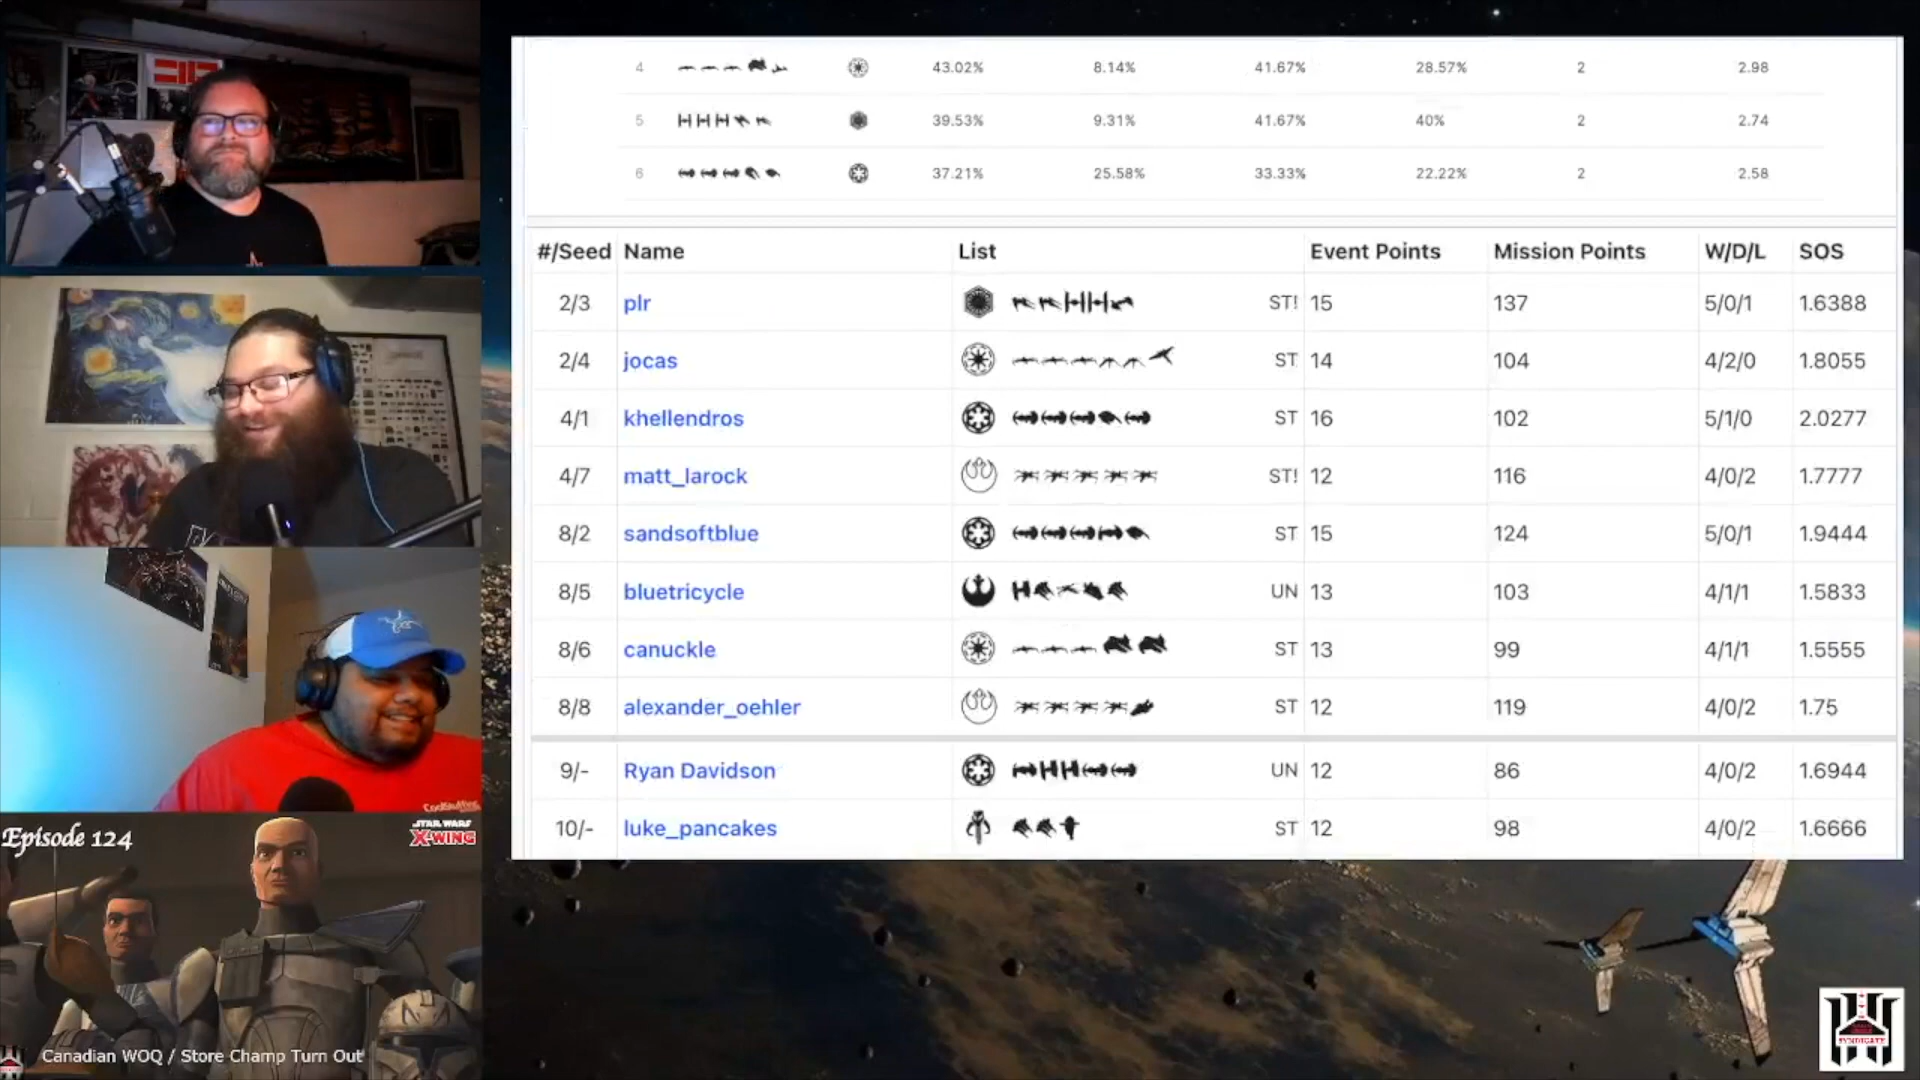 4 43.02% 8.14% 41.67% 28.57% 2 2.98
5 39.53% 9.31% 41.67% 40% 2 2.74
6 37.21% 25.58% 33.33% 22.22% 2 2.58
#/Seed Name List Event Points Mission Points W/D/L SOS
2/3 plr ST! 15 137 5/0/1 1.6388
2/4 jocas ST 14 104 4/2/0 1.8055
4/1 khellendros ST 16 102 5/1/0 2.0277
4/7 matt_larock ST! 12 116 4/0/2 1.7777
8/2 sandsoftblue ST 15 124 5/0/1 1.9444
8/5 bluetricycle UN 13 103 4/1/1 1.5833
8/6 canuckle ST 13 99 4/1/1 1.5555
8/8 alexander_oehler ST 12 119 4/0/2 1.75
9/- Ryan Davidson UN 12 86 4/0/2 1.6944
10/- luke_pancakes ST 12 98 4/0/2 1.6666
Episode 124
STAR WARS
X-WING
Canadian WOQ / Store Champ Turn Out
SYNDICATE